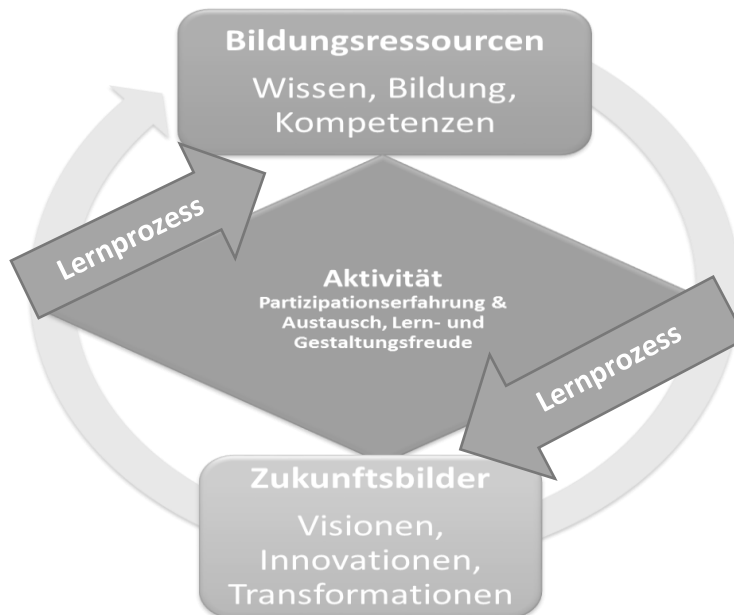 Bildungsressourcen
Wissen, Bildung,
Kompetenzen
Lernprozess
Aktivität
Partizipationserfahrung &
Austausch, Lern- und
Gestaltungsfreude
Lernprozess
Zukunftsbilder
Visionen,
Innovationen,
Transformationen